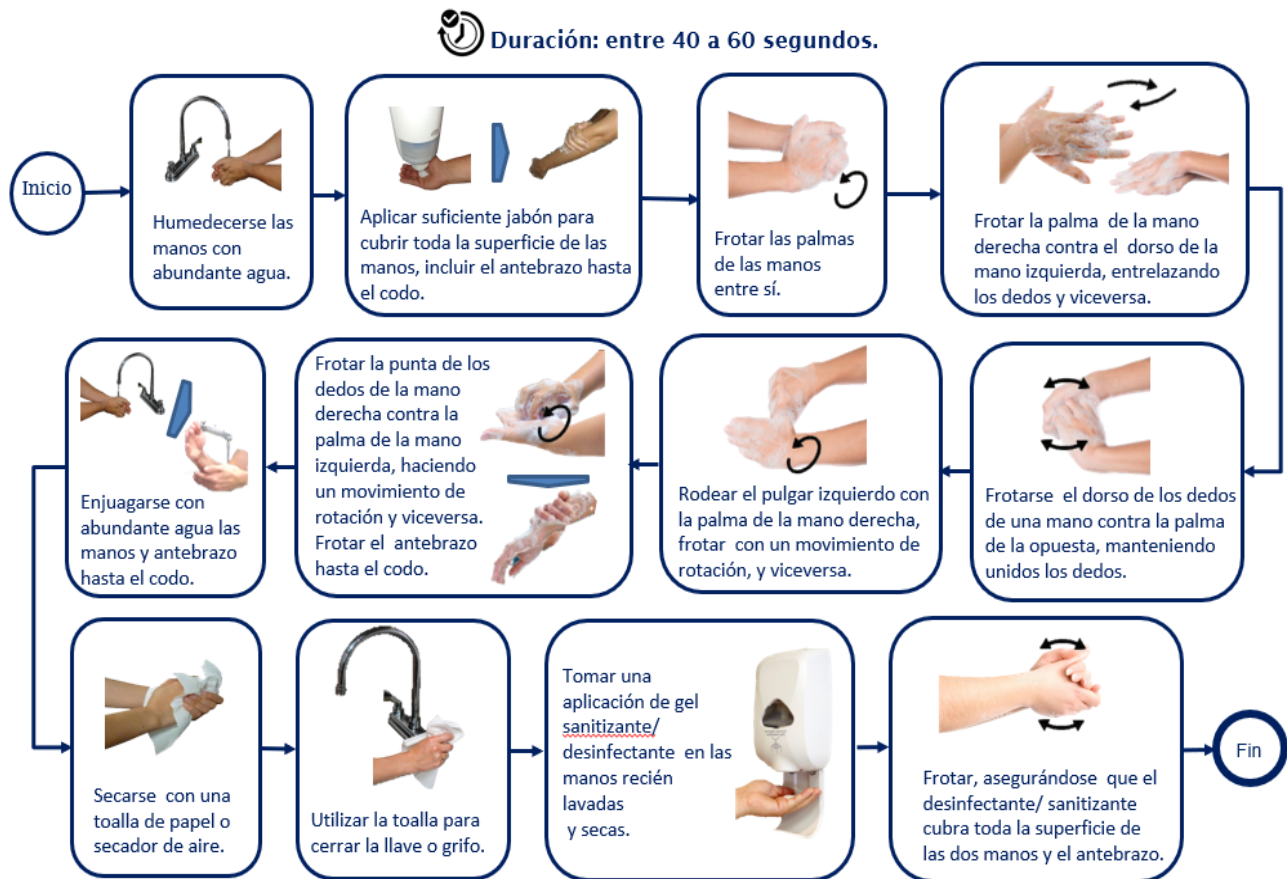 Duración: entre 40 a 60 segundos.
Inicio
Humedecerse las
manos con
abundante agua.
Aplicar suficiente jabón para
cubrir toda la superficie de las
manos, incluir el antebrazo hasta
el codo.
Frotar las palmas
de las manos
entre sí.
Frotar la palma de la mano
derecha contra el dorso de la
mano izquierda, entrelazando
los dedos y viceversa.
Frotarse el dorso de los dedos
de una mano contra la palma
de la opuesta, manteniendo
unidos los dedos.
Rodear el pulgar izquierdo con
la palma de la mano derecha,
frotar con un movimiento de
rotación, y viceversa.
Frotar la punta de los
dedos de la mano
derecha contra la
palma de la mano
izquierda, haciendo
un movimiento de
rotación y viceversa.
Frotar el antebrazo
hasta el codo.
Enjuagarse con
abundante agua las
manos y antebrazo
hasta el codo.
Secarse con una
toalla de papel o
secador de aire.
Utilizar la toalla para
cerrar la llave o grifo.
Tomar una
aplicación de gel
sanitizante/
desinfectante en las
manos recién
lavadas
y secas.
Frotar, asegurándose que el
desinfectante/ sanitizante
cubra toda la superficie de
las dos manos y el antebrazo.
Fin